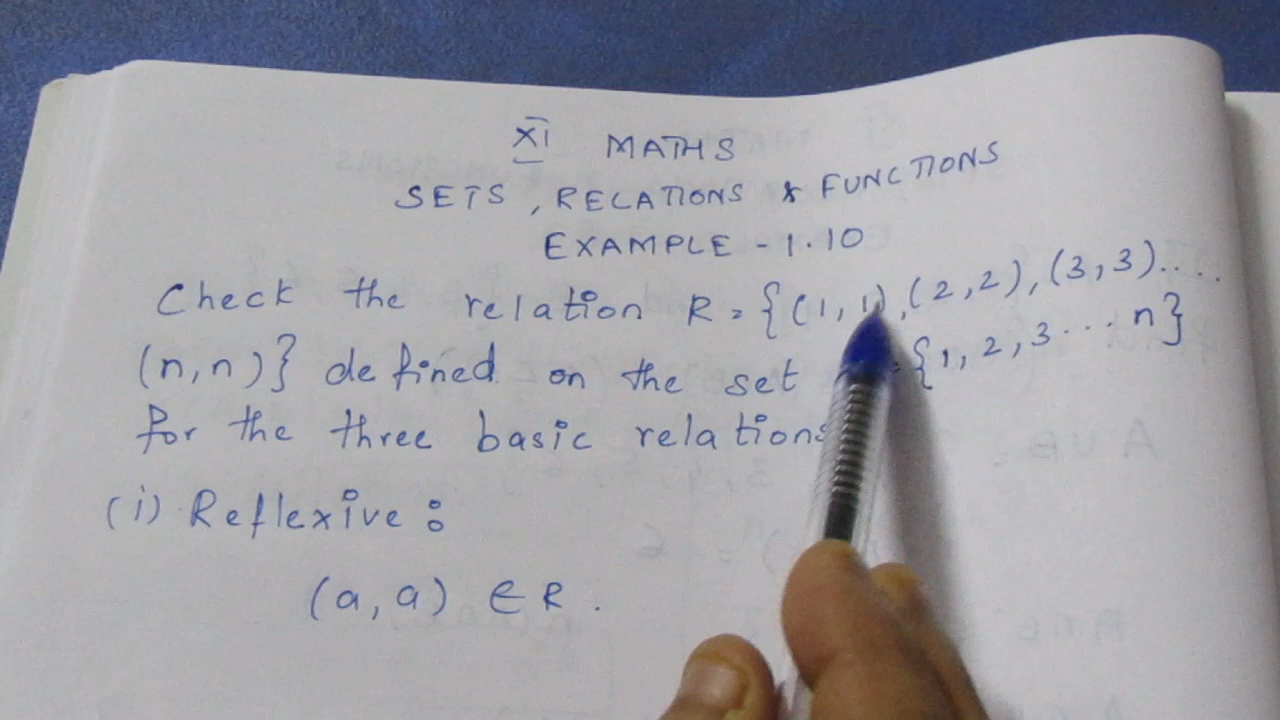 XI MATHS
SETS, RELATIONS & FUNCTIONS
EXAMPLE - 1.10
Check the relation R = {(1, 1), (2,2), (3,3)....
(n,n)} defined on the set = {1, 2, 3 ... n}
for the three basic relations
(i) Reflexive :
(a, a) ∈ R.